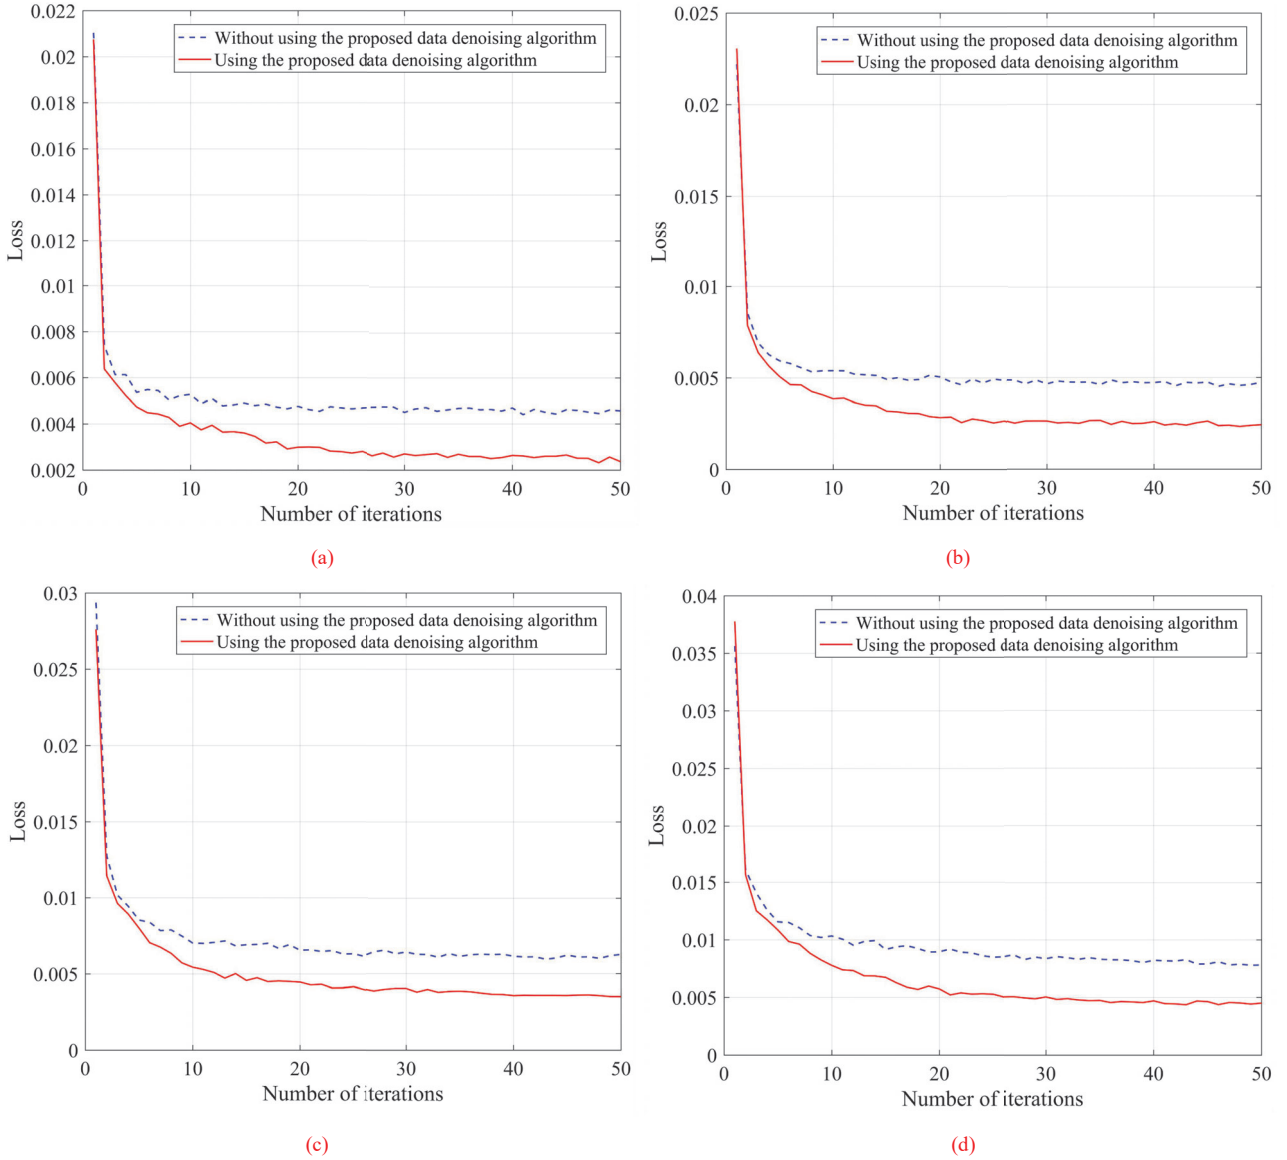 0.022
0.02
0.018
0.016
0.014
0.012
0.01
0.008
0.006
0.004
0.002
Loss
Without using the proposed data denoising algorithm
Using the proposed data denoising algorithm
0 10 20 30 40 50
Number of iterations
(a)
0.025
0.02
0.015
0.01
0.005
0
Loss
Without using the proposed data denoising algorithm
Using the proposed data denoising algorithm
0 10 20 30 40 50
Number of iterations
(b)
0.03
0.025
0.02
0.015
0.01
0.005
0
Loss
Without using the proposed data denoising algorithm
Using the proposed data denoising algorithm
0 10 20 30 40 50
Number of iterations
(c)
0.04
0.035
0.03
0.025
0.02
0.015
0.01
0.005
0
Loss
Without using the proposed data denoising algorithm
Using the proposed data denoising algorithm
0 10 20 30 40 50
Number of iterations
(d)